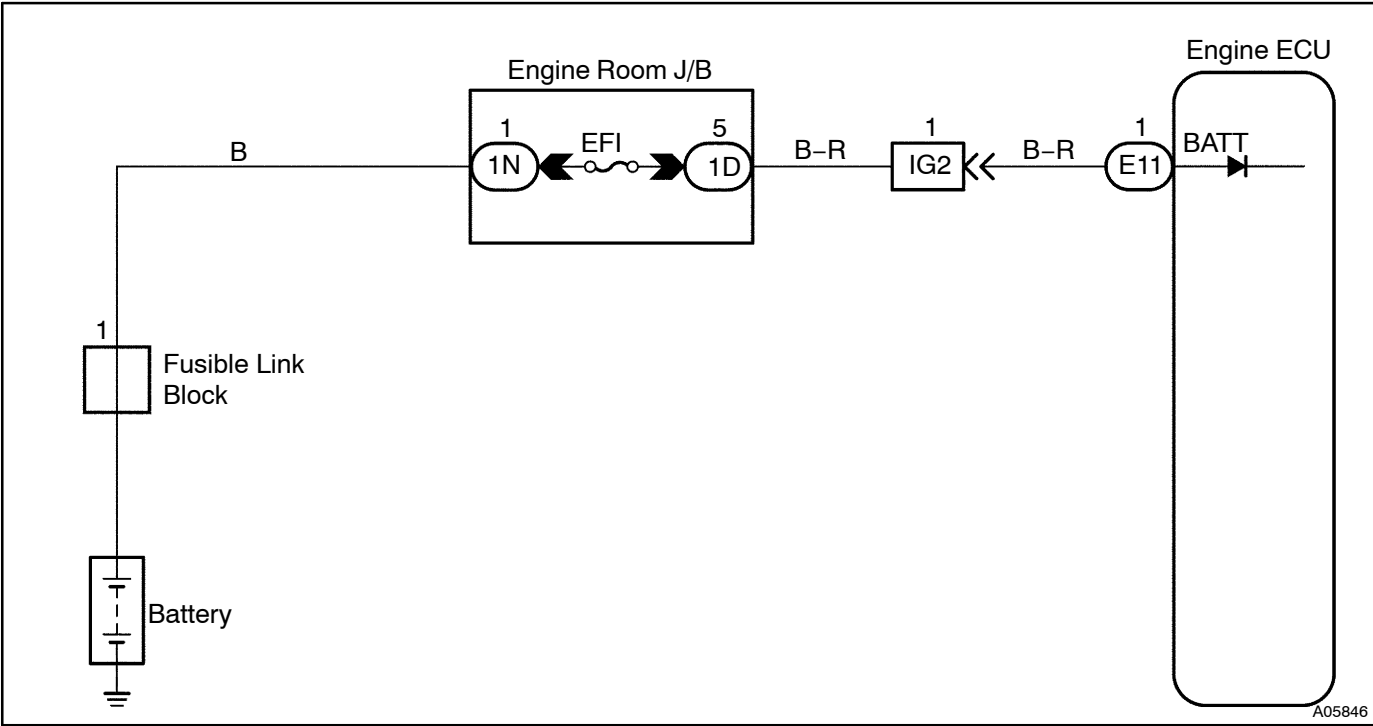 Engine ECU
Engine Room J/B
1
EFI
5
1
1
BATT
B
1N
1D
B–R
IG2
B–R
E11
1
Fusible Link
Block
Battery
A05846